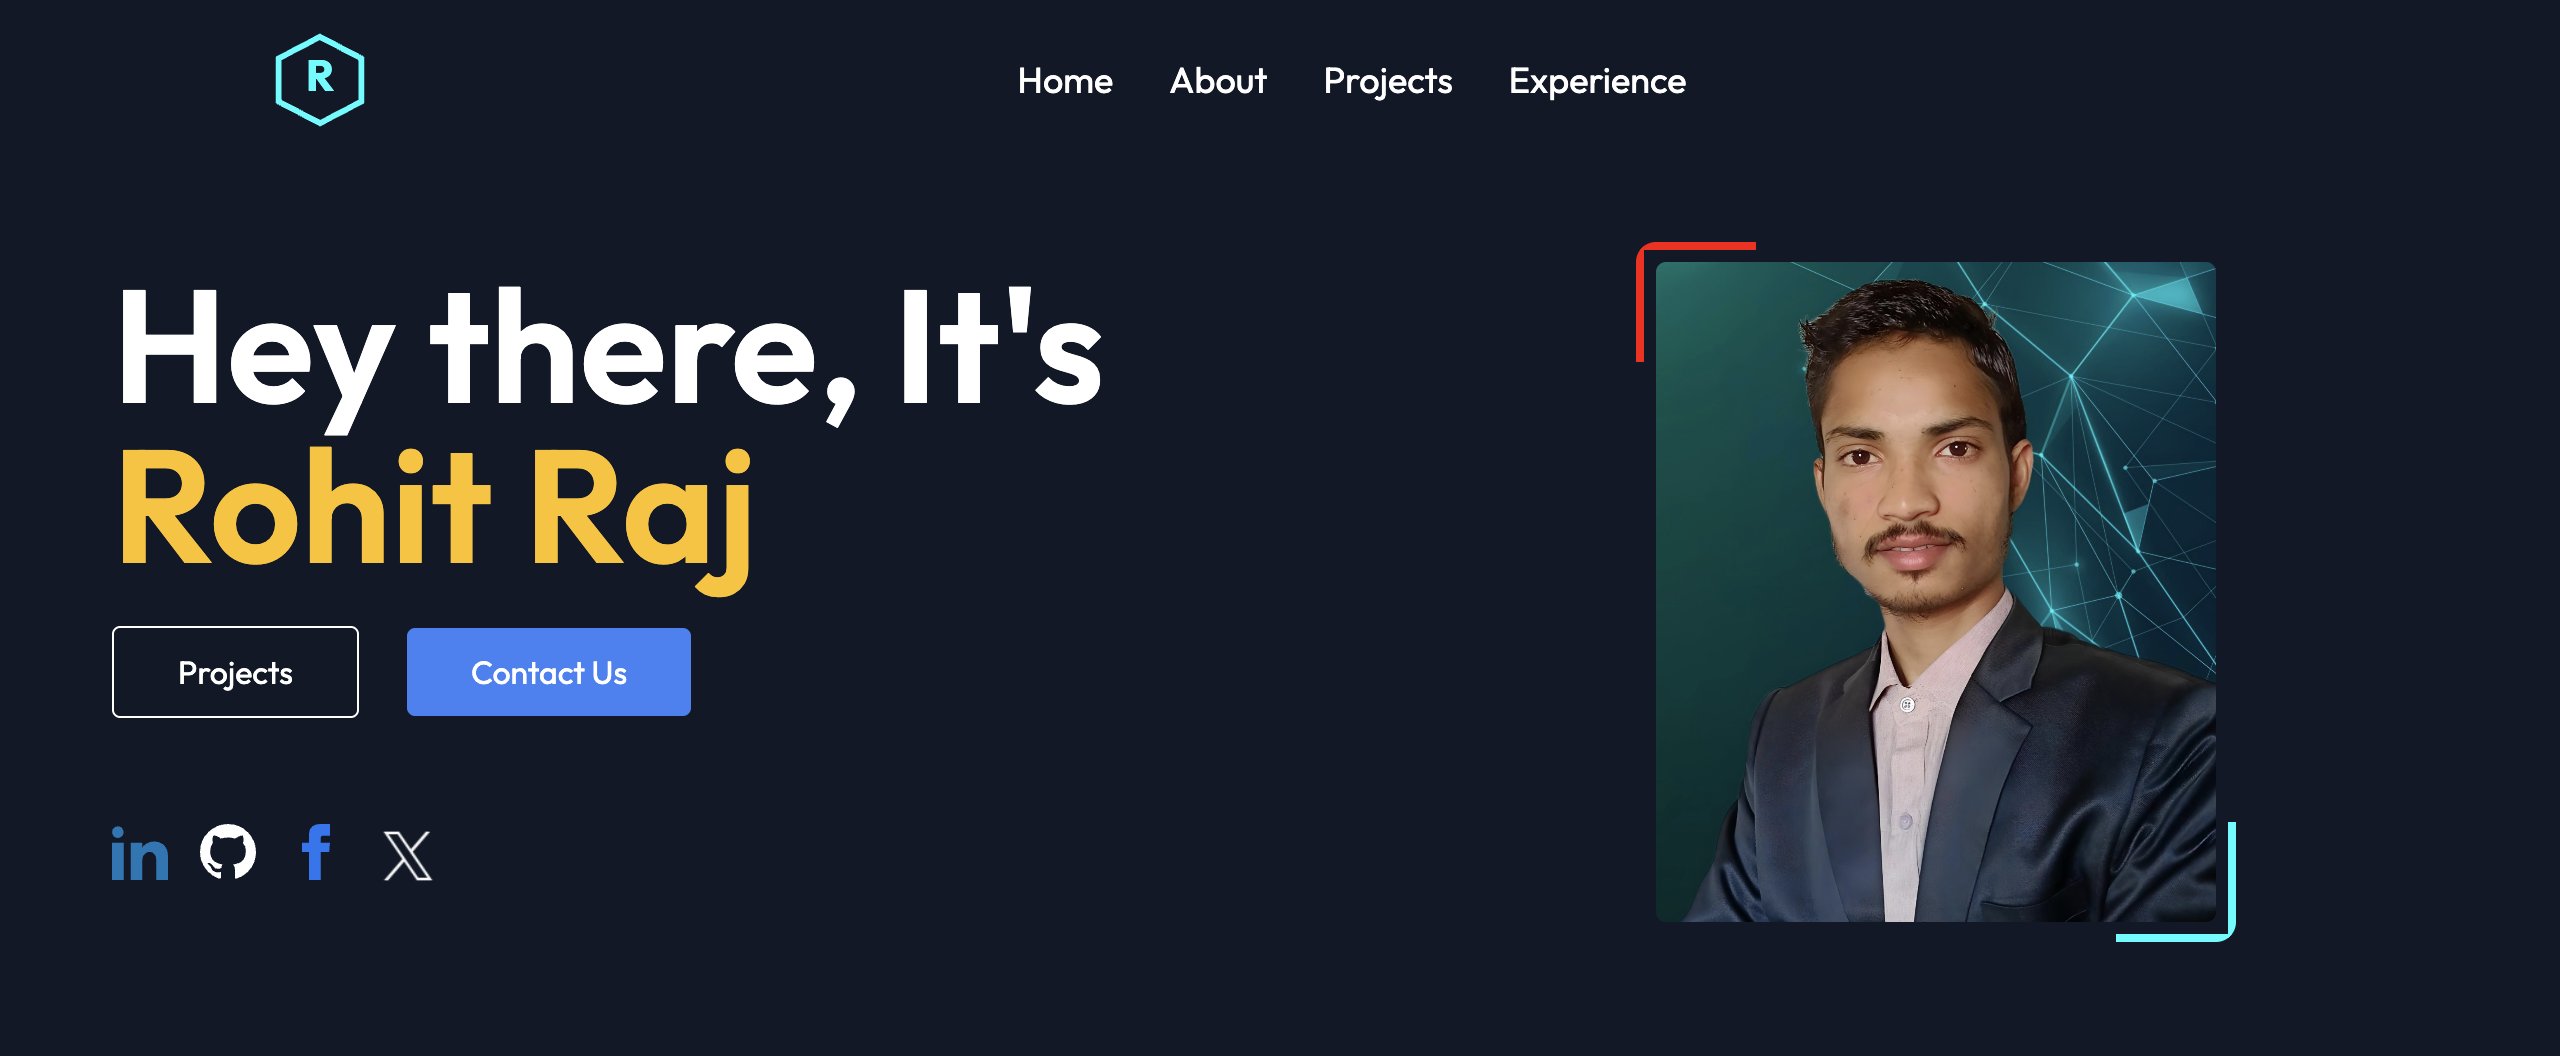 R
Home About Projects Experience
Hey there, It's
Rohit Raj
Projects Contact Us
in f X